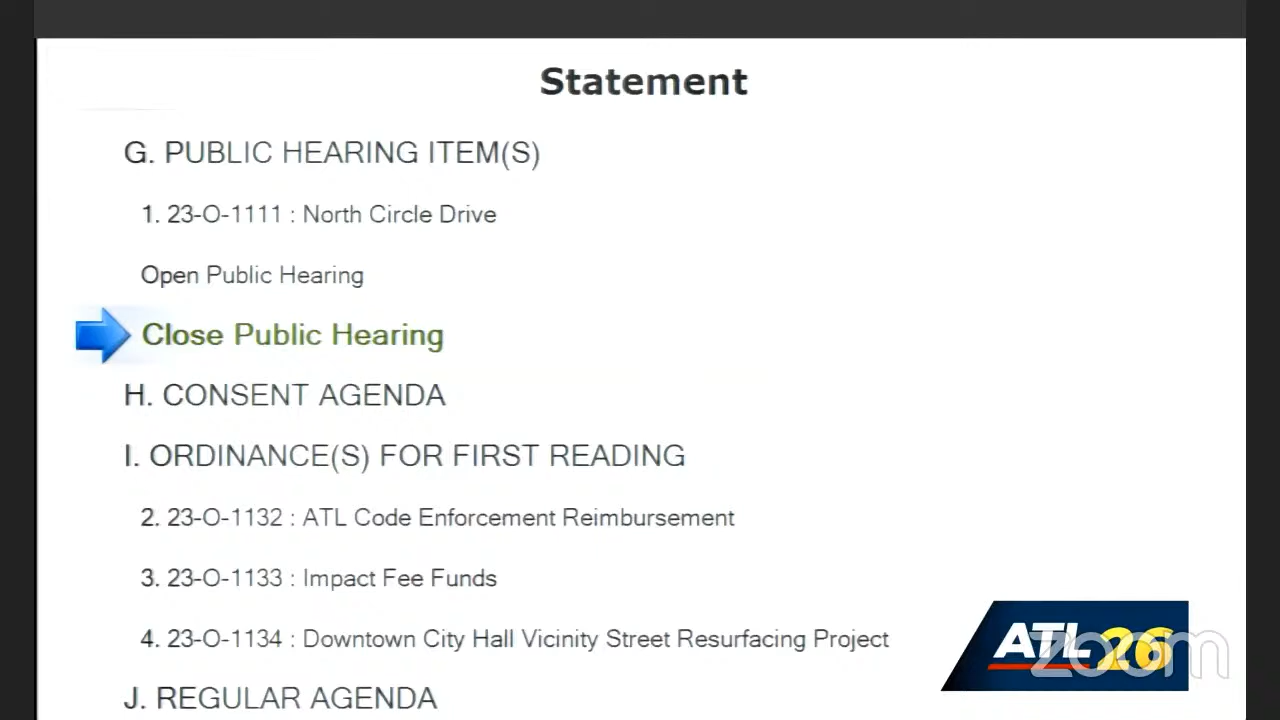 Statement
G. PUBLIC HEARING ITEM(S)
1. 23-O-1111 : North Circle Drive
Open Public Hearing
Close Public Hearing
H. CONSENT AGENDA
I. ORDINANCE(S) FOR FIRST READING
2. 23-O-1132 : ATL Code Enforcement Reimbursement
3. 23-O-1133 : Impact Fee Funds
4. 23-O-1134 : Downtown City Hall Vicinity Street Resurfacing Project
ATL26
zoom
J. REGULAR AGENDA